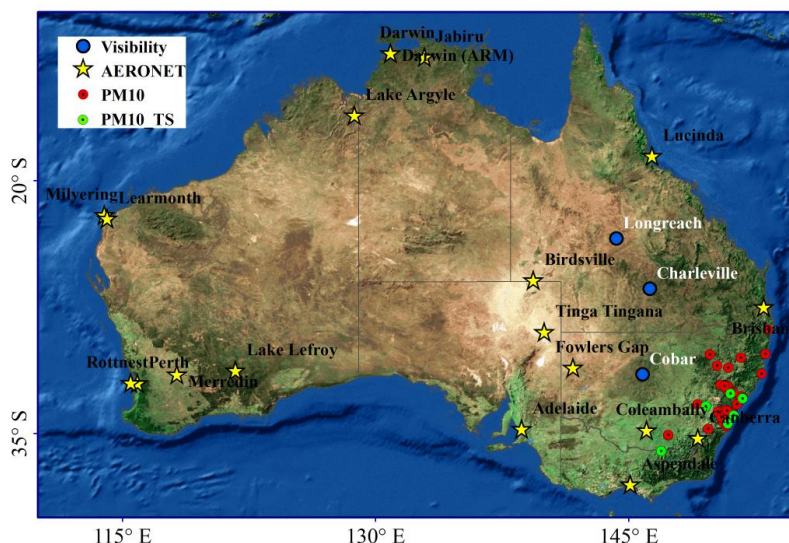 Visibility
AERONET
PM10
PM10_TS
Darwin Jabiru
Darwin (ARM)
Lake Argyle
Lucinda
20° S
Milyering Learmonth
Longreach
Birdsville
Charleville
Tinga Tingana
Brisban
Fowlers Gap
Rottnest Perth
Lake Lefroy
Cobar
Merredin
Adelaide
Coleambally
Canberra
35° S
Aspendale
115° E
130° E
145° E